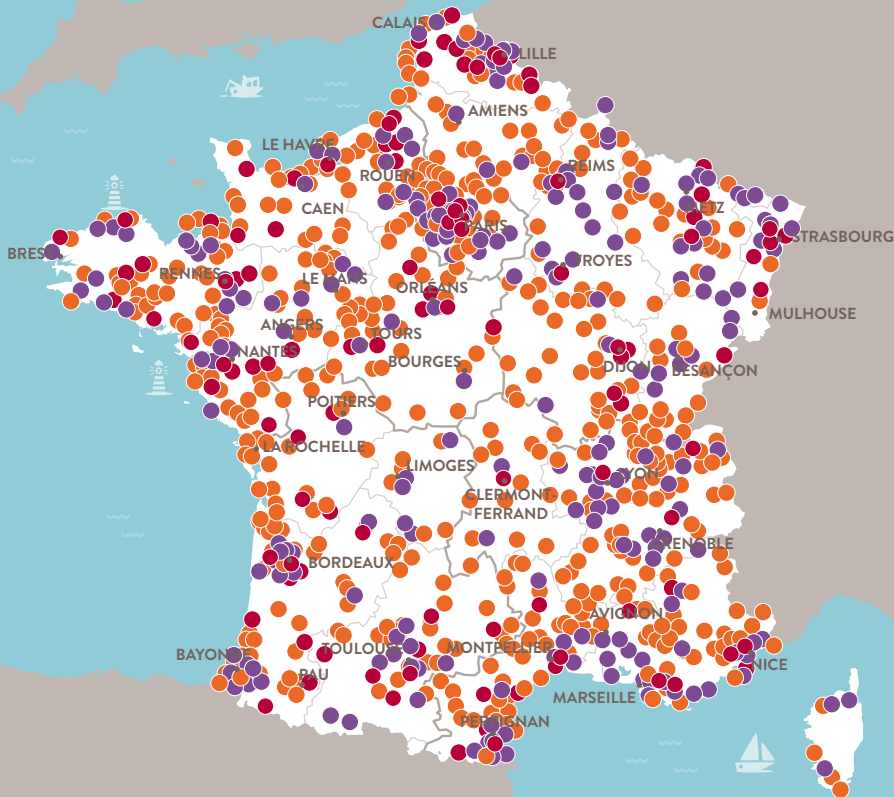 CALAIS
LILLE
AMIENS
LE HAVRE
REIMS
ROUEN
METZ
CAEN
PARIS
STRASBOURG
BRES
TROYES
RENNES
LE MANS
ORLÉANS
MULHOUSE
ANGERS
TOURS
NANTES
BOURGES
DIJON
BESANÇON
POITIERS
LA ROCHELLE
LIMOGES
LYON
CLERMONT-
FERRAND
GRENOBLE
BORDEAUX
AVIGNON
BAYONNE
TOULOUSE
MONTPELLIER
NICE
PAU
MARSEILLE
PERPIGNAN